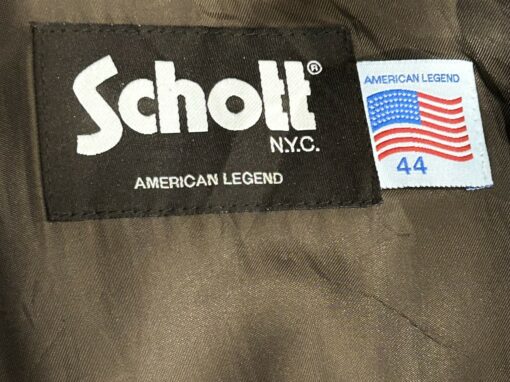 Schott®
N.Y.C.
AMERICAN LEGEND
AMERICAN LEGEND
44